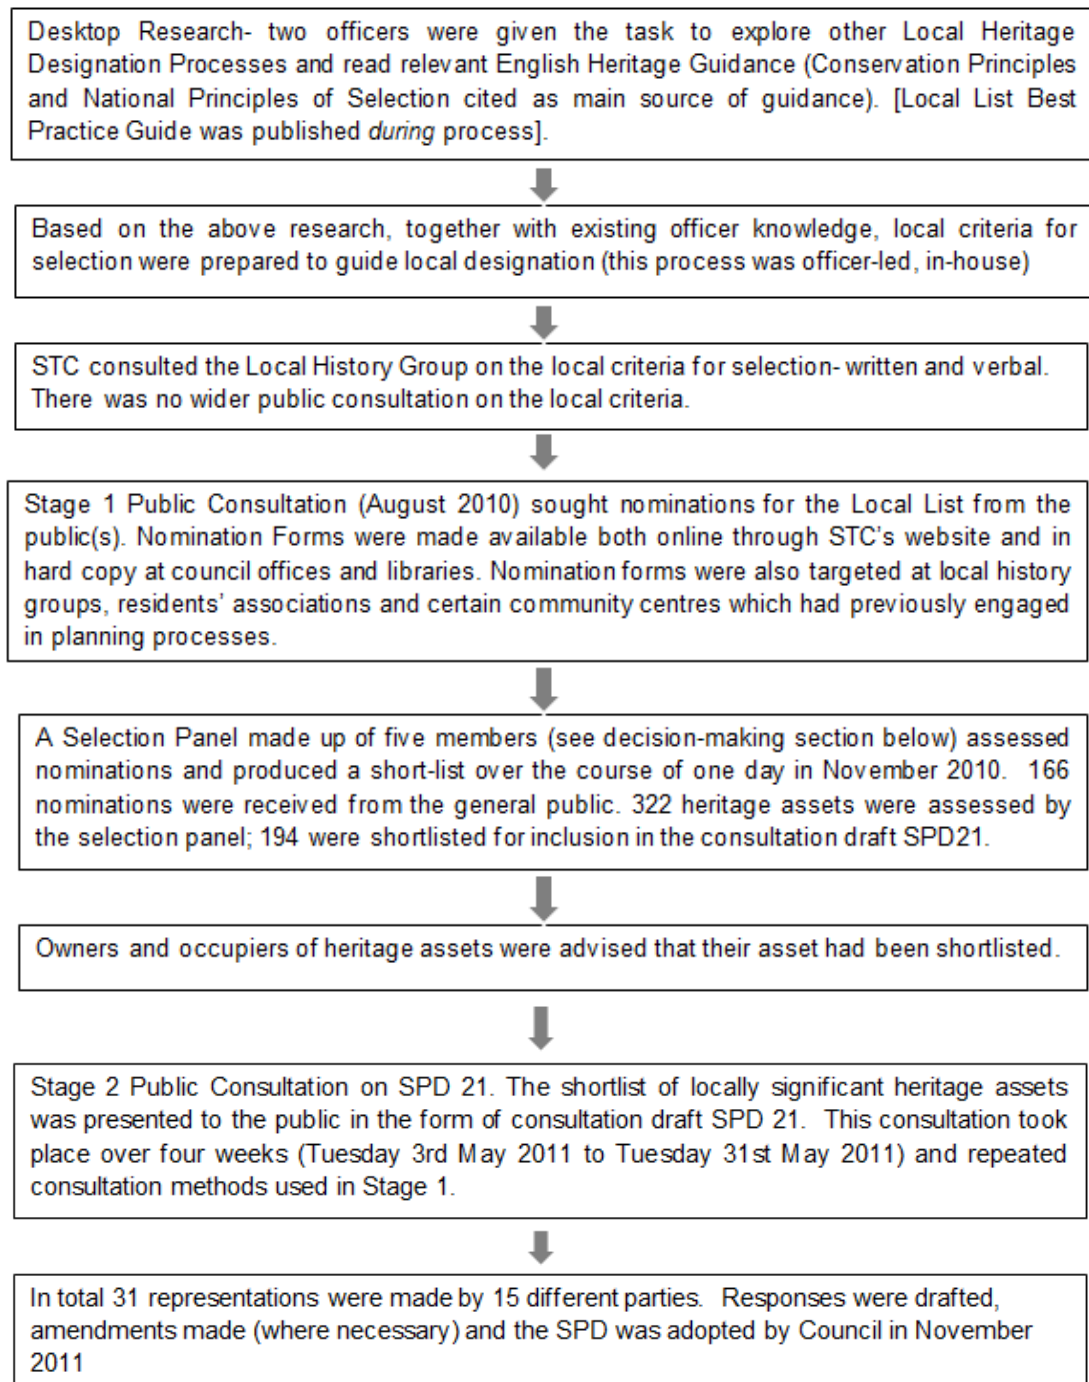 Desktop Research- two officers were given the task to explore other Local Heritage
Designation Processes and read relevant English Heritage Guidance (Conservation Principles
and National Principles of Selection cited as main source of guidance). [Local List Best
Practice Guide was published during process].
Based on the above research, together with existing officer knowledge, local criteria for
selection were prepared to guide local designation (this process was officer-led, in-house)
STC consulted the Local History Group on the local criteria for selection- written and verbal.
There was no wider public consultation on the local criteria.
Stage 1 Public Consultation (August 2010) sought nominations for the Local List from the
public(s). Nomination Forms were made available both online through STC's website and in
hard copy at council offices and libraries. Nomination forms were also targeted at local history
groups, residents' associations and certain community centres which had previously engaged
in planning processes.
A Selection Panel made up of five members (see decision-making section below) assessed
nominations and produced a short-list over the course of one day in November 2010. 166
nominations were received from the general public. 322 heritage assets were assessed by
the selection panel; 194 were shortlisted for inclusion in the consultation draft SPD21.
Owners and occupiers of heritage assets were advised that their asset had been shortlisted.
Stage 2 Public Consultation on SPD 21. The shortlist of locally significant heritage assets
was presented to the public in the form of consultation draft SPD 21. This consultation took
place over four weeks (Tuesday 3rd May 2011 to Tuesday 31st May 2011) and repeated
consultation methods used in Stage 1.
In total 31 representations were made by 15 different parties. Responses were drafted,
amendments made (where necessary) and the SPD was adopted by Council in November
2011